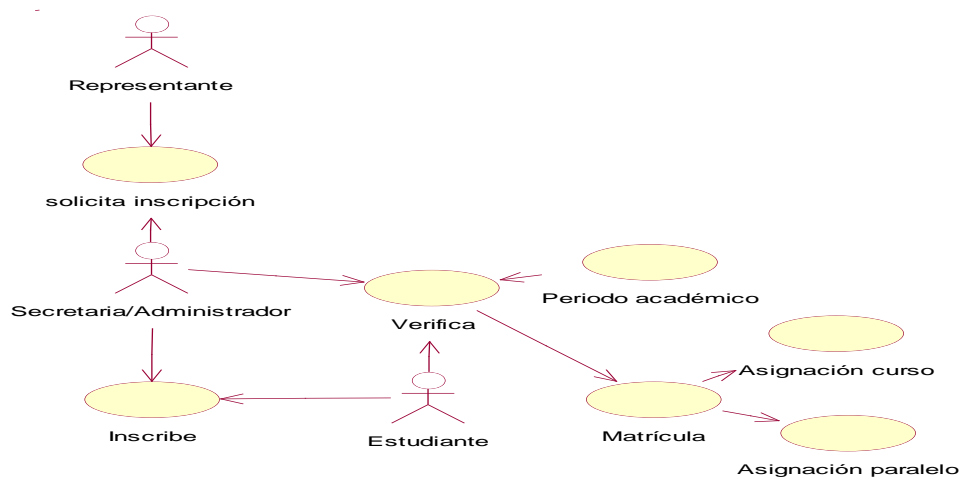 Representante
solicita inscripción
Secretaria/Administrador
Verifica
Periodo académico
Asignación curso
Inscribe
Estudiante
Matrícula
Asignación paralelo